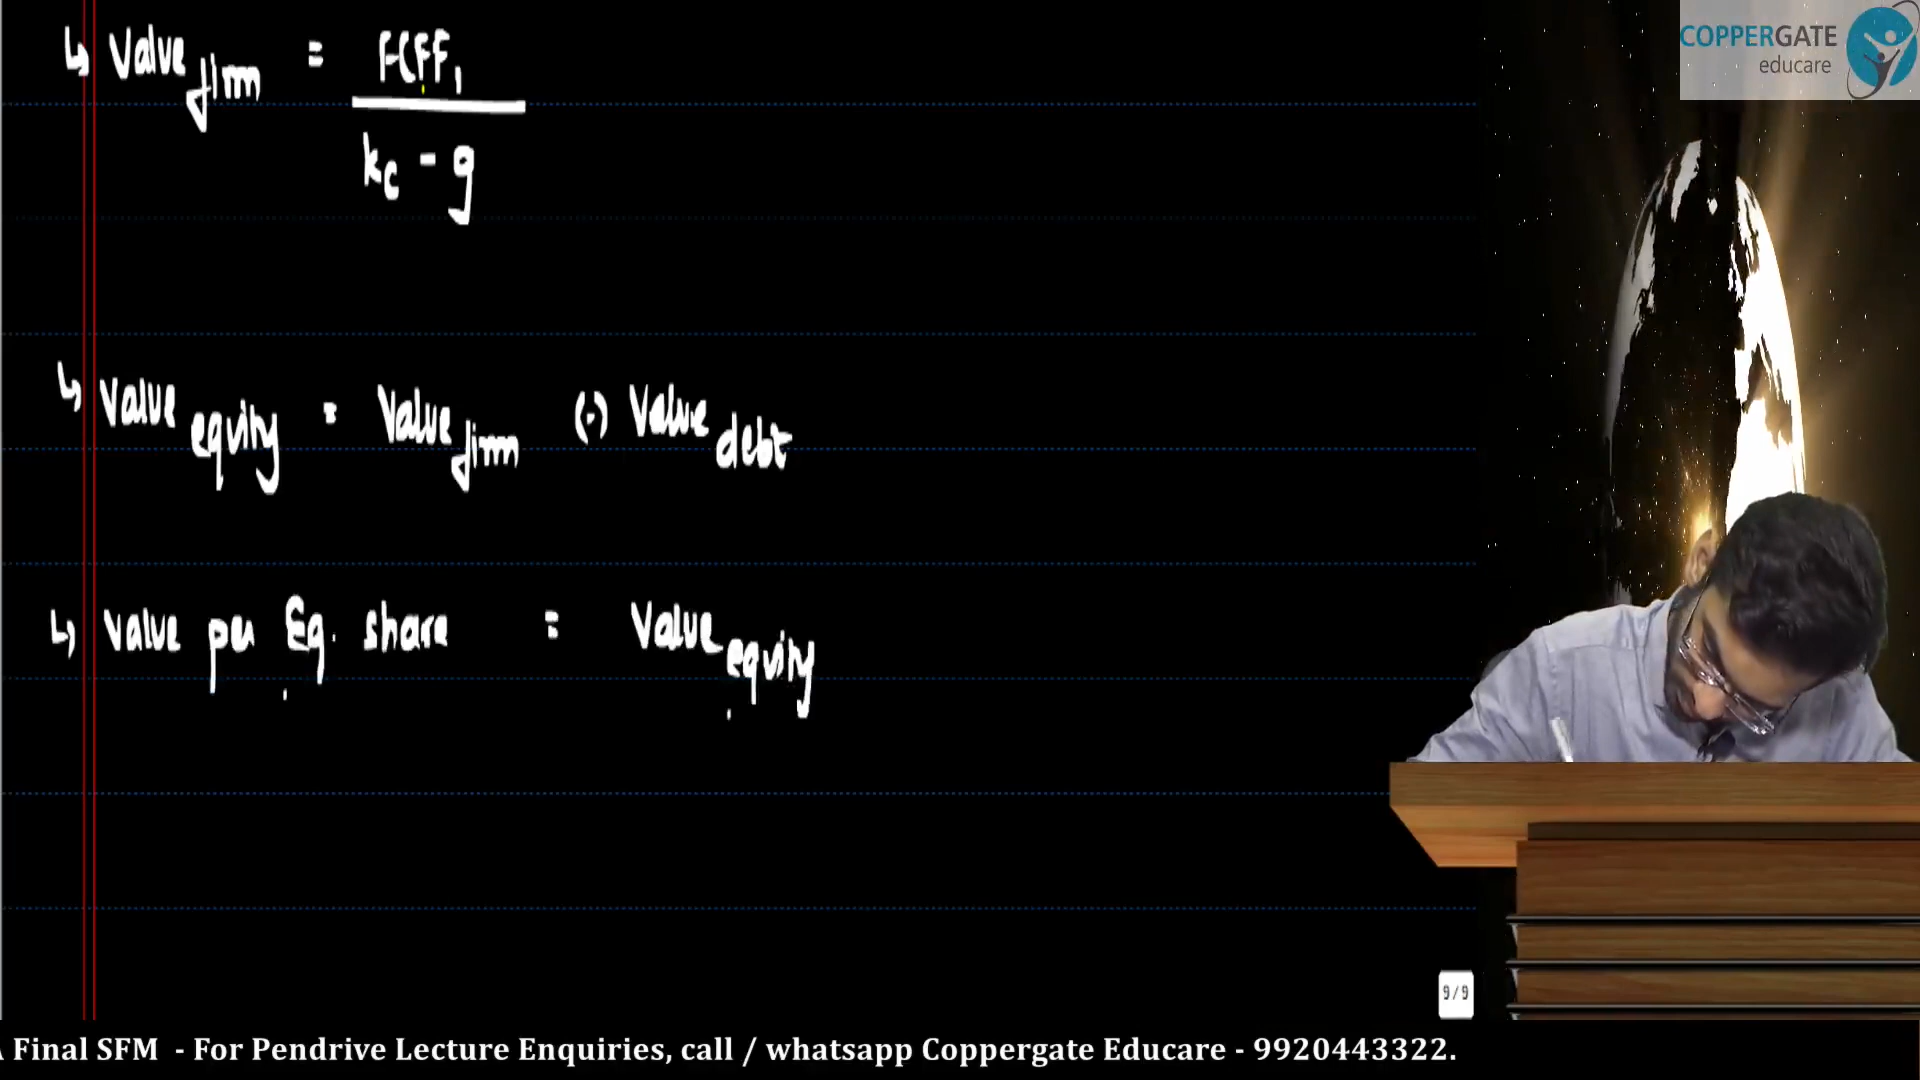 COPPERGATE
educare
↳ Value firm = FCFF₁
kc - g
↳ Value equity = Value firm (-) Value debt
↳ Value per Eq. share = Value equity
9/9
A Final SFM - For Pendrive Lecture Enquiries, call / whatsapp Coppergate Educare - 9920443322.